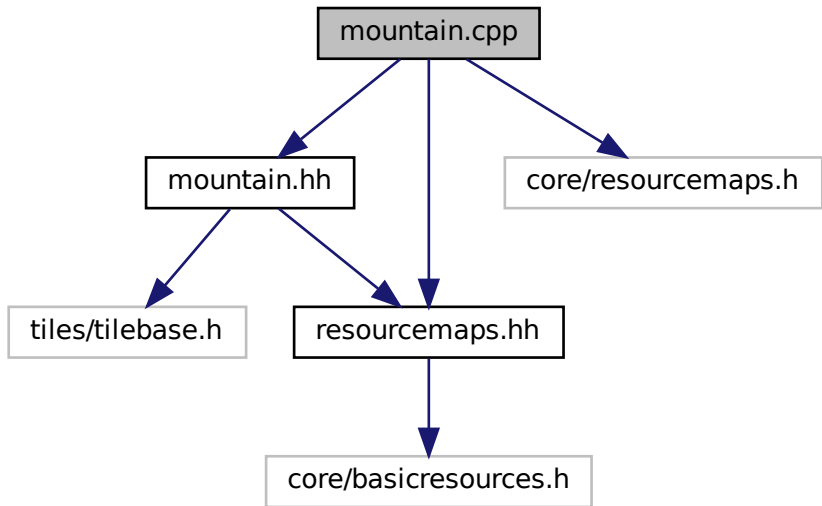 mountain.cpp
mountain.hh
core/resourcemaps.h
tiles/tilebase.h
resourcemaps.hh
core/basicresources.h